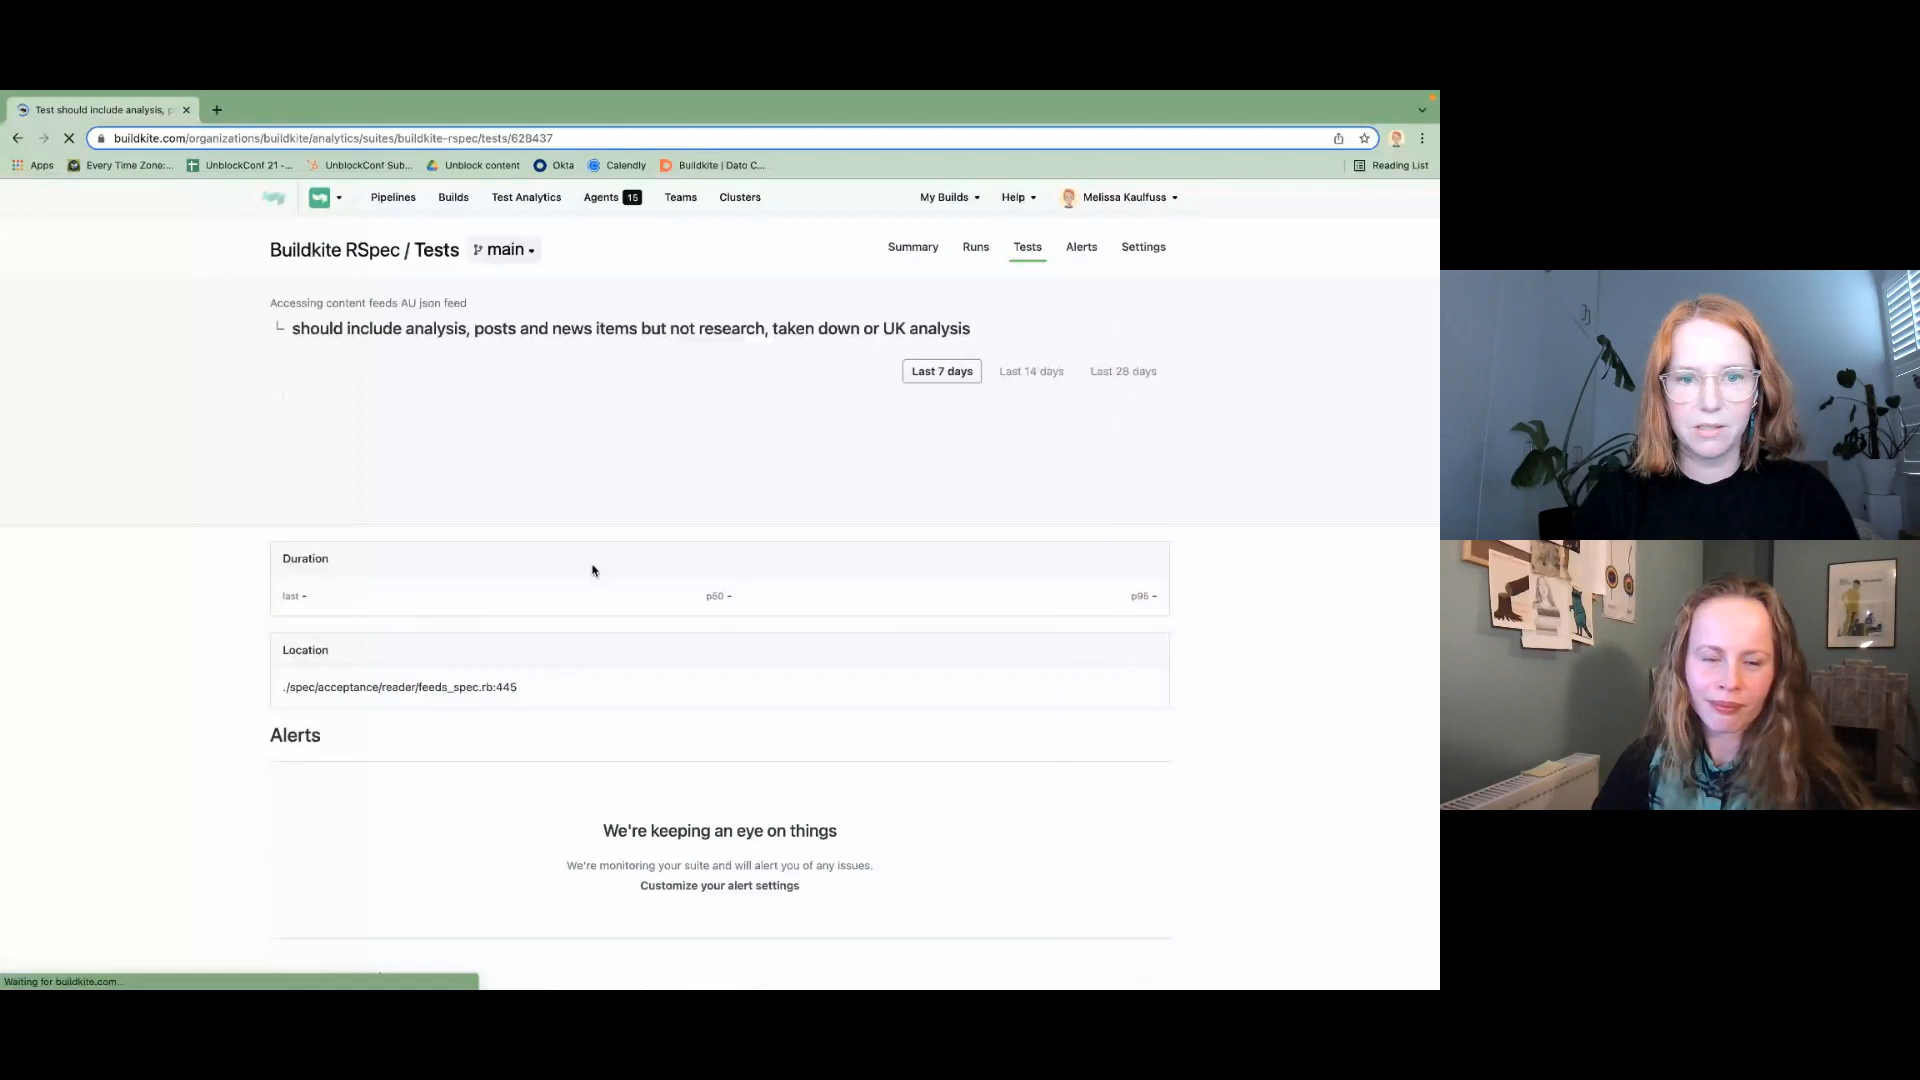 Test should include analysis, p
buildkite.com/organizations/buildkite/analytics/suites/buildkite-rspec/tests/628437
Apps Every Time Zone:... UnblockConf 21 -... UnblockConf Sub... Unblock content Okta Calendly Buildkite | Dato C... Reading List
Pipelines Builds Test Analytics Agents 15 Teams Clusters My Builds Help Melissa Kaulfuss
Buildkite RSpec / Tests main Summary Runs Tests Alerts Settings
Accessing content feeds AU json feed
should include analysis, posts and news items but not research, taken down or UK analysis
Last 7 days Last 14 days Last 28 days
Duration
last - p50 - p95 -
Location
./spec/acceptance/reader/feeds_spec.rb:445
Alerts
We're keeping an eye on things
We're monitoring your suite and will alert you of any issues.
Customize your alert settings
Waiting for buildkite.com...